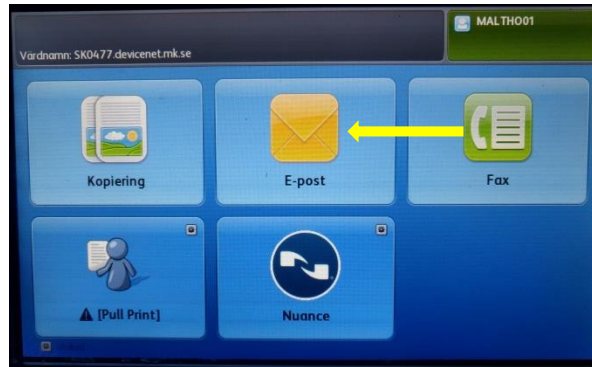 MALTHO01
Värdnamn: SK0477.devicenet.mk.se
Kopiering
E-post
Fax
[Pull Print]
Nuance